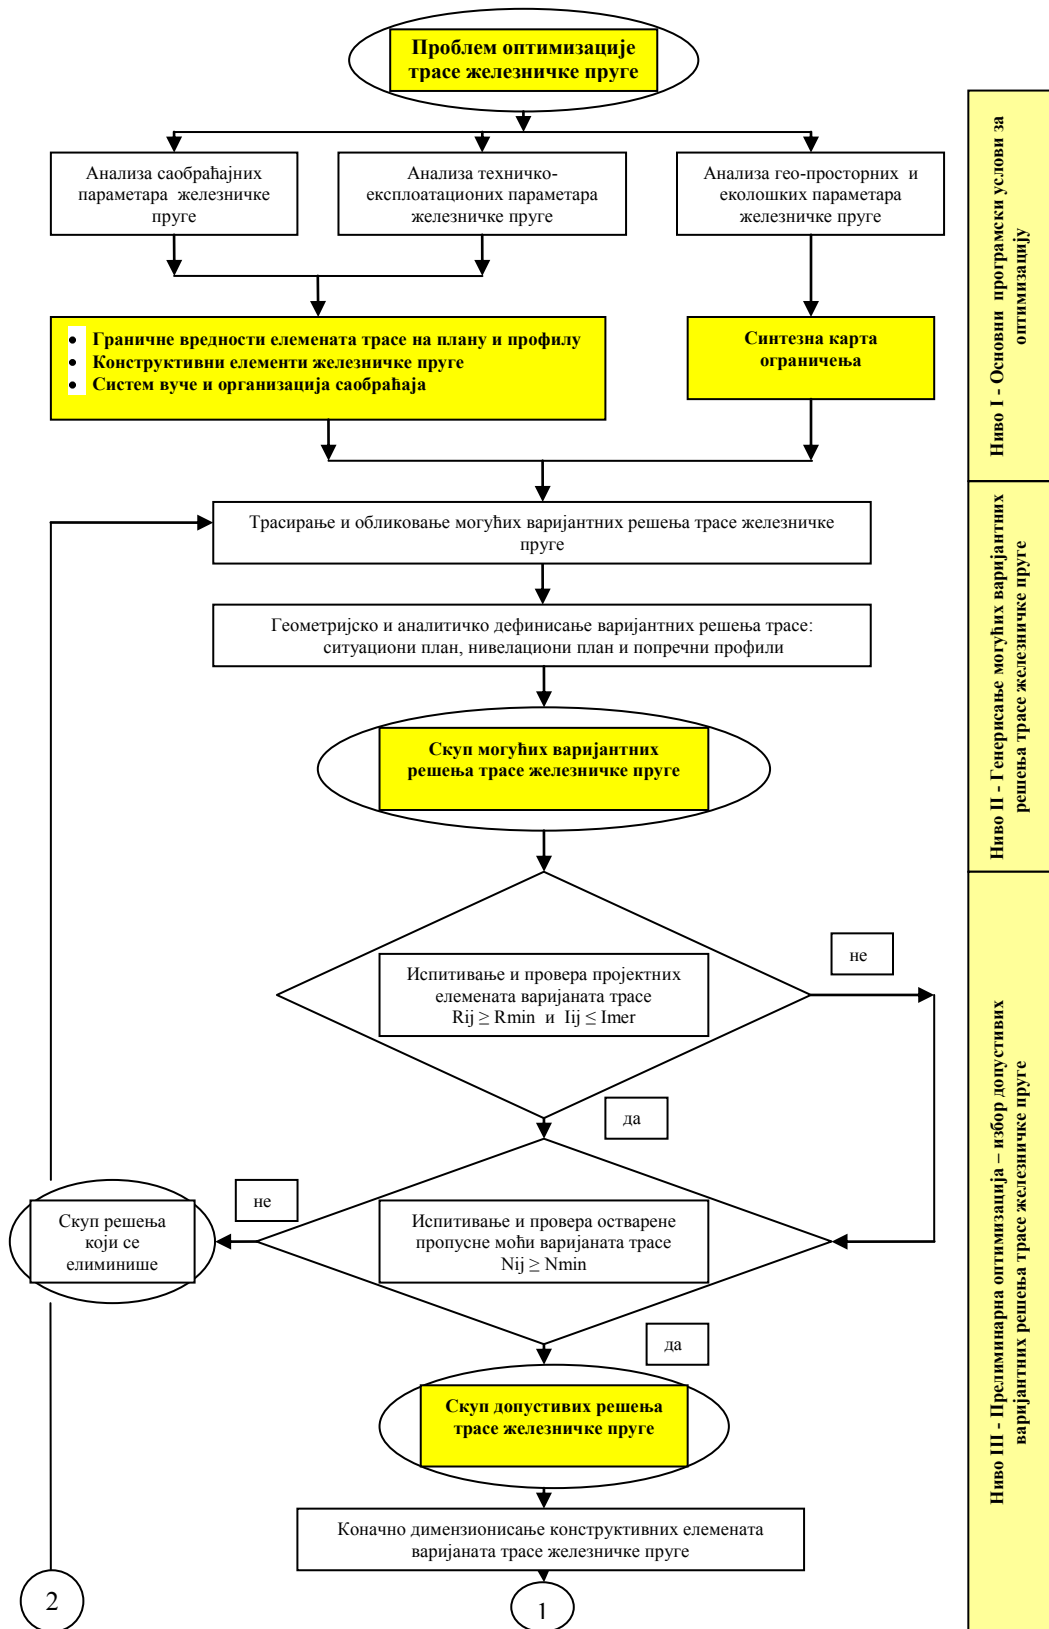 Проблем оптимизације
трасе железничке пруге
Анализа саобраћајних
параметара железничке
пруге
Анализа техничко-
експлоатационих параметара
железничке пруге
Анализа гео-просторних и
еколошких параметара
железничке пруге
• Граничне вредности елемената трасе на плану и профилу
• Конструктивни елементи железничке пруге
• Систем вуче и организација саобраћаја
Синтезна карта
ограничења
Ниво I - Основни програмски услови за
оптимизацију
Трасирање и обликовање могућих варијантних решења трасе железничке
пруге
Геометријско и аналитичко дефинисање варијантних решења трасе:
ситуациони план, нивелациони план и попречни профили
Скуп могућих варијантних
решења трасе железничке пруге
Ниво II - Генерисање могућих варијантних
решења трасе железничке пруге
Испитивање и провера пројектних
елемената варијаната трасе
Rij ≥ Rmin и Iij ≤ Imer
не
да
Испитивање и провера остварене
пропусне моћи варијаната трасе
Nij ≥ Nmin
не
Скуп решења
који се
елиминише
да
Скуп допустивих решења
трасе железничке пруге
Коначно димензионисање конструктивних елемената
варијаната трасе железничке пруге
Ниво III - Прелиминарна оптимизација – избор допустивих
варијантних решења трасе железничке пруге
2
1